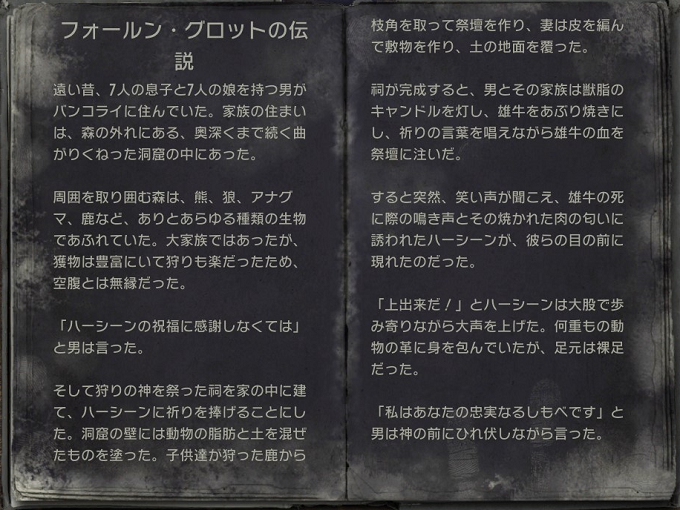 フォールン・グロットの伝
説
遠い昔、7人の息子と7人の娘を持つ男が
バンコライに住んでいた。家族の住まい
は、森の外れにある、奥深くまで続く曲
がりくねった洞窟の中にあった。
周囲を取り囲む森は、熊、狼、アナグ
マ、鹿など、ありとあらゆる種類の生物
であふれていた。大家族ではあったが、
獲物は豊富にいて狩りも楽だったため、
空腹とは無縁だった。
「ハーシーンの祝福に感謝しなくては」
と男は言った。
そして狩りの神を祭った祠を家の中に建
て、ハーシーンに祈りを捧げることにし
た。洞窟の壁には動物の脂肪と土を混ぜ
たものを塗った。子供達が狩った鹿から
枝角を取って祭壇を作り、妻は皮を編ん
で敷物を作り、土の地面を覆った。
祠が完成すると、男とその家族は獣脂の
キャンドルを灯し、雄牛をあぶり焼きに
し、祈りの言葉を唱えながら雄牛の血を
祭壇に注いだ。
すると突然、笑い声が聞こえ、雄牛の死
に際の鳴き声とその焼かれた肉の匂いに
誘われたハーシーンが、彼らの目の前に
現れたのだった。
「上出来だ！」とハーシーンは大股で歩
み寄りながら大声を上げた。何重もの動
物の革に身を包んでいたが、足元は裸足
だった。
「私はあなたの忠実なるしもべです」と
男は神の前にひれ伏しながら言った。